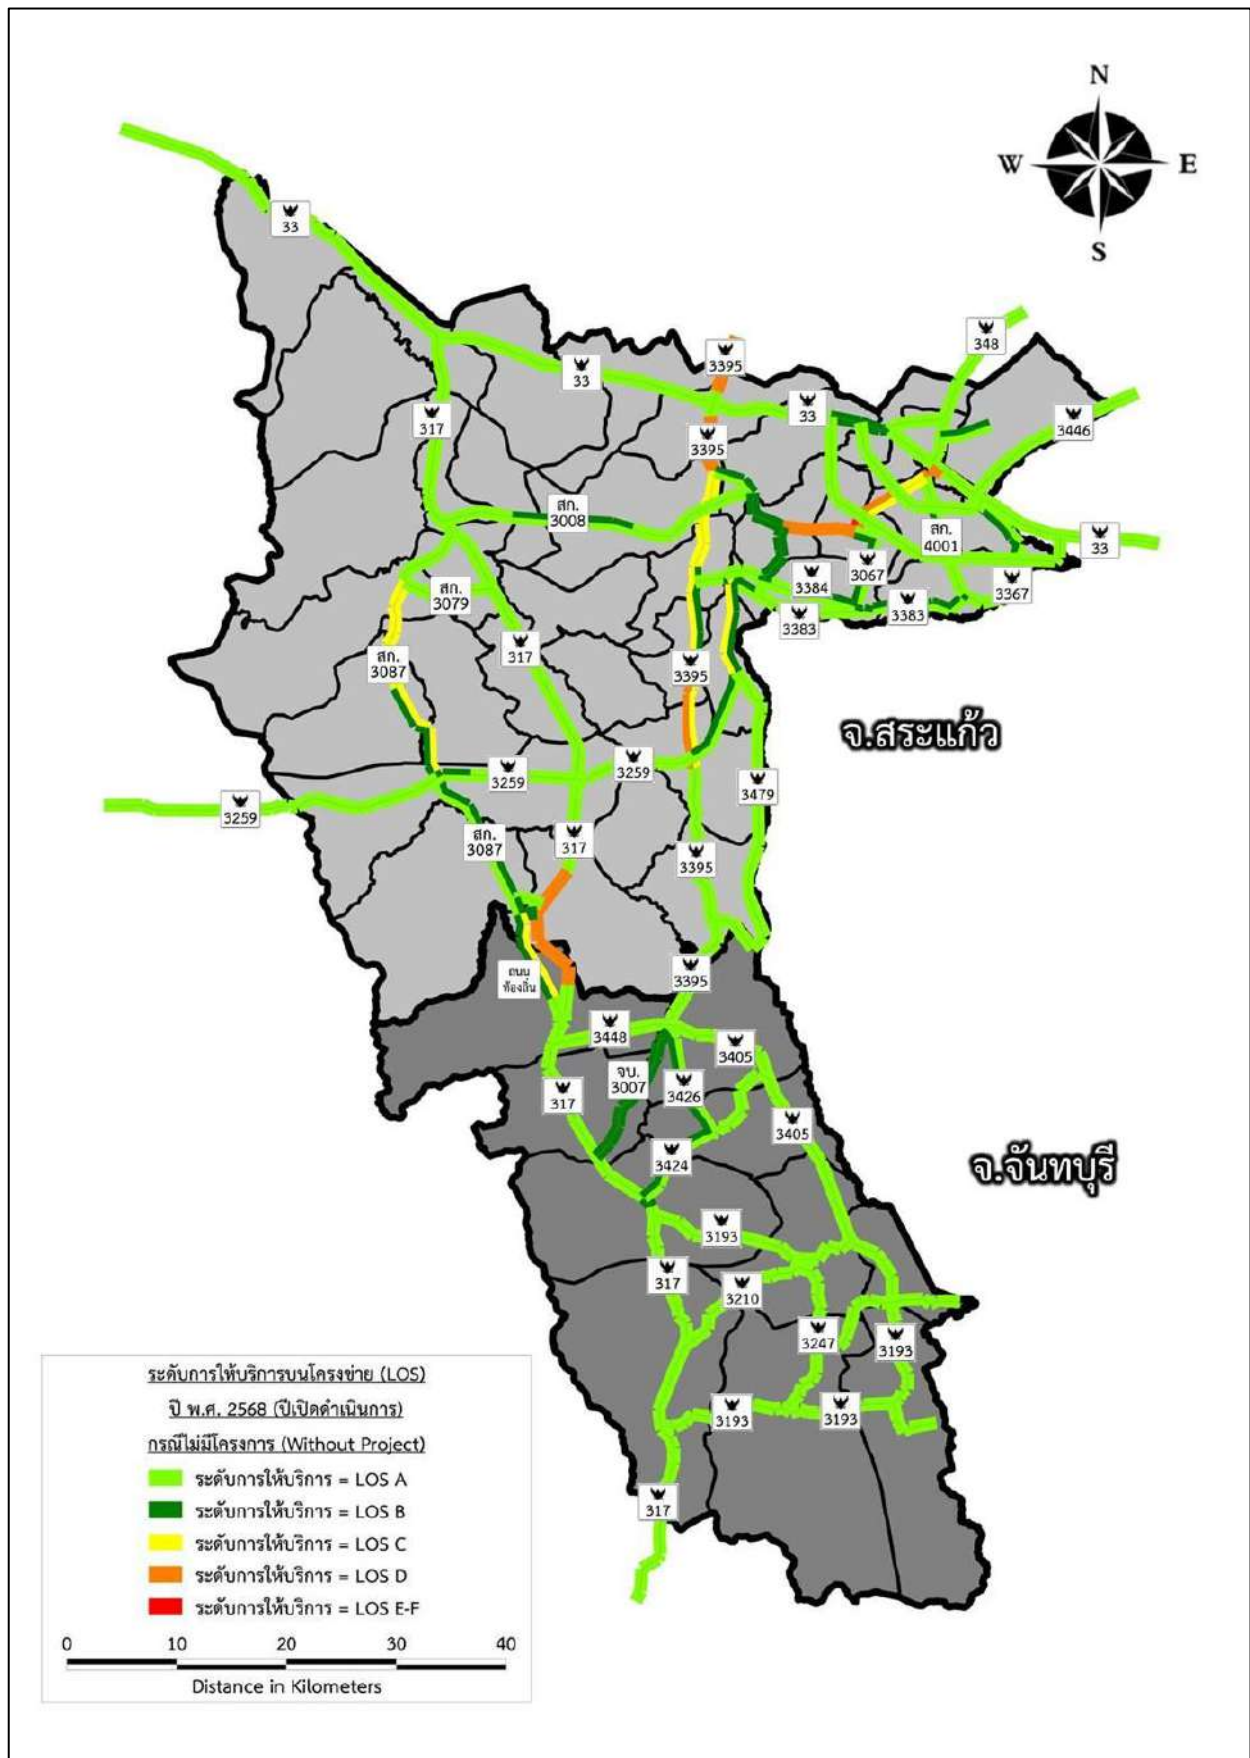 N
W
E
S
33
348
3395
33
33
3446
317
3395
สก.
3008
สก.
4001
33
3067
3384
3367
สก.
3079
3383
3383
317
สก.
3087
3395
จ.สระแก้ว
3259
3259
3479
3259
สก.
3087
317
3395
ถนน
ท้องถิ่น
3395
3448
3405
จบ.
3007
3426
317
3405
3424
จ.จันทบุรี
3193
317
3210
3247
3193
3193
3193
317
ระดับการให้บริการบนโครงข่าย (LOS)
ปี พ.ศ. 2568 (ปีเปิดดำเนินการ)
กรณีไม่มีโครงการ (Without Project)
ระดับการให้บริการ = LOS A
ระดับการให้บริการ = LOS B
ระดับการให้บริการ = LOS C
ระดับการให้บริการ = LOS D
ระดับการให้บริการ = LOS E-F
0 10 20 30 40
Distance in Kilometers